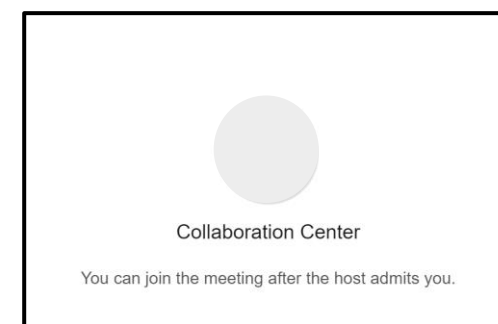 Collaboration Center
You can join the meeting after the host admits you.